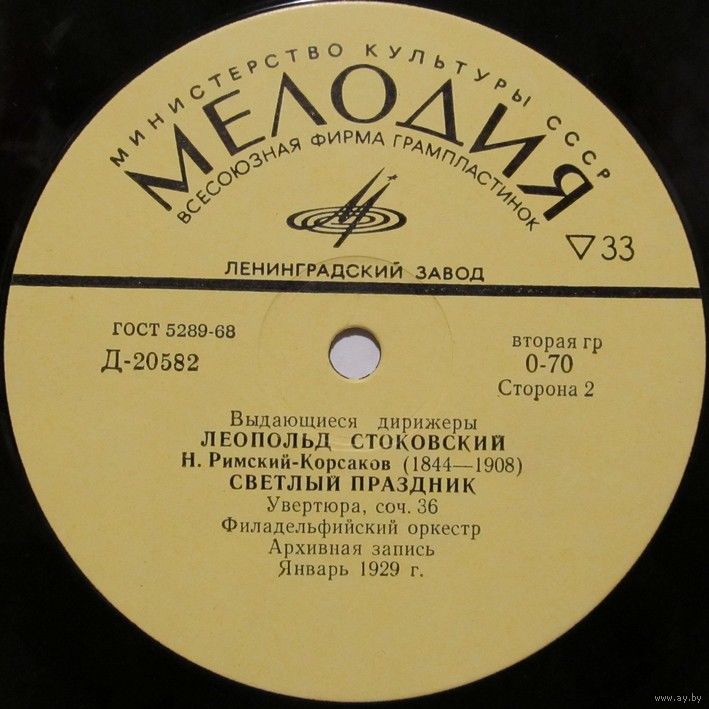 МИНИСТЕРСТВО КУЛЬТУРЫ СССР
МЕЛОДИЯ
ВСЕСОЮЗНАЯ ФИРМА ГРАМПЛАСТИНОК
▽33
ЛЕНИНГРАДСКИЙ ЗАВОД
ГОСТ 5289-68
Д-20582
вторая гр
0-70
Сторона 2
Выдающиеся дирижеры
ЛЕОПОЛЬД СТОКОВСКИЙ
Н. Римский-Корсаков (1844—1908)
СВЕТЛЫЙ ПРАЗДНИК
Увертюра, соч. 36
Филадельфийский оркестр
Архивная запись
Январь 1929 г.
www.ay.by